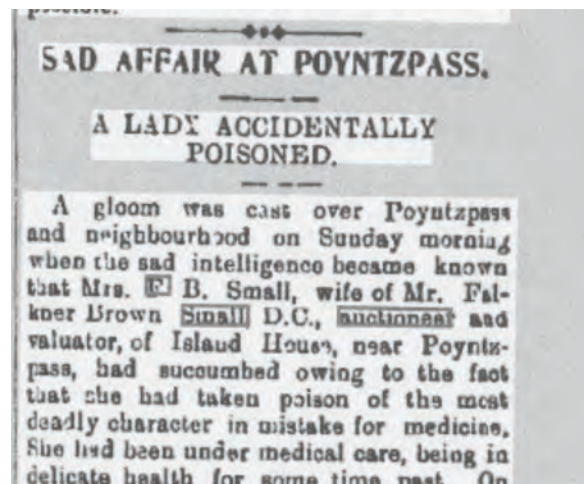 SAD AFFAIR AT POYNTZPASS.
A LADY ACCIDENTALLY
POISONED.
A gloom was cast over Poyntzpass
and neighbourhood on Sunday morning
when the sad intelligence became known
that Mrs. F B. Small, wife of Mr. Fal-
kner Brown Small D.C., auctioneer and
valuator, of Island House, near Poyntz-
pass, had succumbed owing to the fact
that she had taken poison of the most
deadly character in mistake for medicine.
She had been under medical care, being in
delicate health for some time past. On